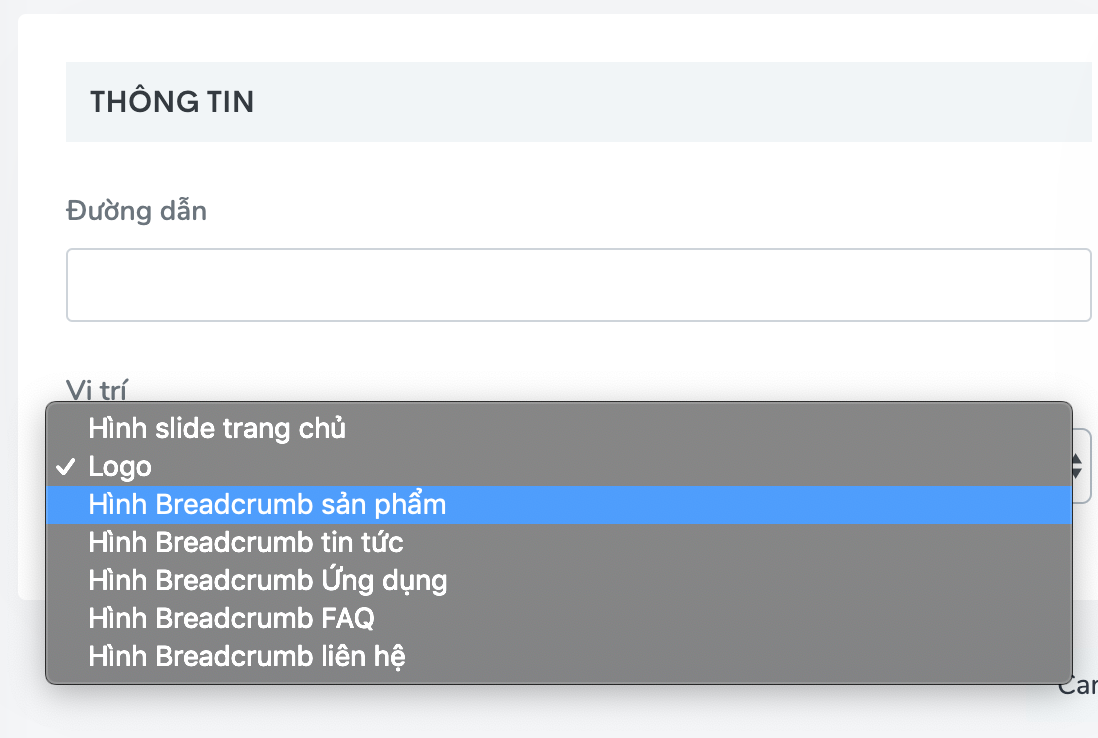 THÔNG TIN
Đường dẫn
Vị trí
Hình slide trang chủ
✓ Logo
Hình Breadcrumb sản phẩm
Hình Breadcrumb tin tức
Hình Breadcrumb Ứng dụng
Hình Breadcrumb FAQ
Hình Breadcrumb liên hệ